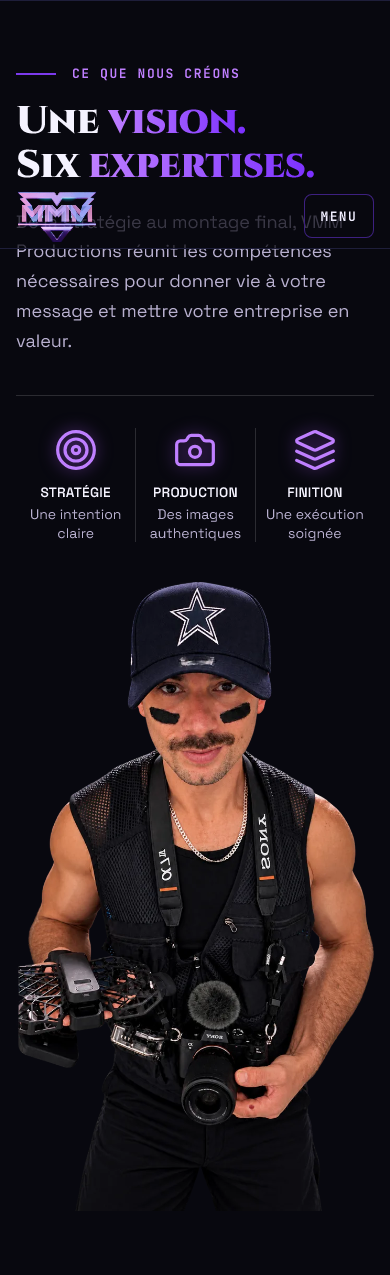 CE QUE NOUS CRÉONS
Une vision.
Six expertises.
MMM
MENU
tégie au montage final, VMM
Productions réunit les compétences
nécessaires pour donner vie à votre
message et mettre votre entreprise en
valeur.
STRATÉGIE
Une intention
claire
PRODUCTION
Des images
authentiques
FINITION
Une exécution
soignée
α7 III
SONY
SONY